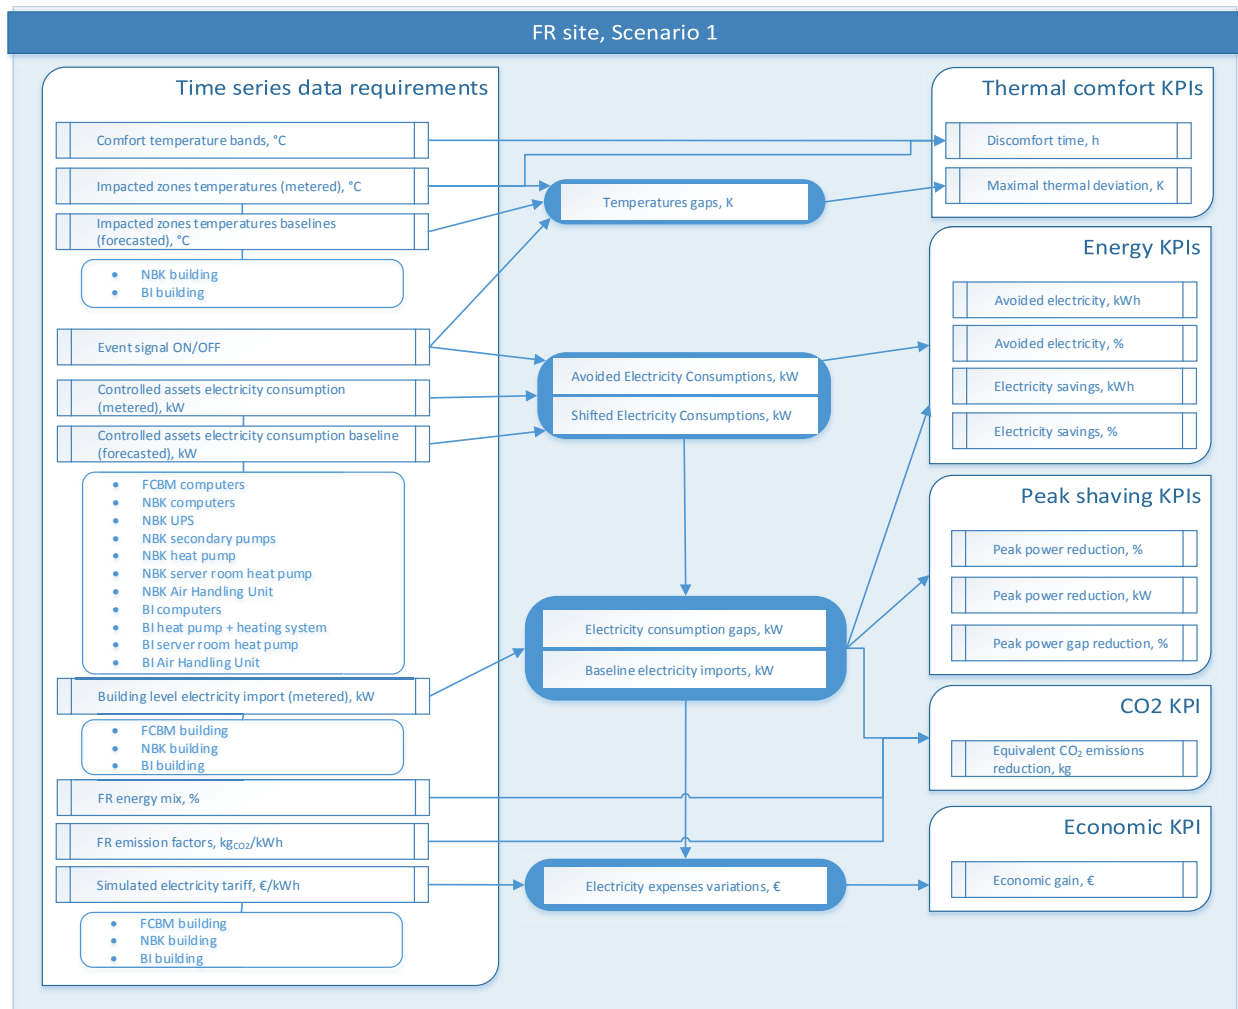 FR site, Scenario 1
Time series data requirements
Comfort temperature bands, °C
Impacted zones temperatures (metered), °C
Impacted zones temperatures baselines
(forecasted), °C
• NBK building
• BI building
Event signal ON/OFF
Controlled assets electricity consumption
(metered), kW
Controlled assets electricity consumption baseline
(forecasted), kW
• FCBM computers
• NBK computers
• NBK UPS
• NBK secondary pumps
• NBK heat pump
• NBK server room heat pump
• NBK Air Handling Unit
• BI computers
• BI heat pump + heating system
• BI server room heat pump
• BI Air Handling Unit
Building level electricity import (metered), kW
• FCBM building
• NBK building
• BI building
FR energy mix, %
FR emission factors, kgCO2/kWh
Simulated electricity tariff, €/kWh
• FCBM building
• NBK building
• BI building
Temperatures gaps, K
Avoided Electricity Consumptions, kW
Shifted Electricity Consumptions, kW
Electricity consumption gaps, kW
Baseline electricity imports, kW
Electricity expenses variations, €
Thermal comfort KPIs
Discomfort time, h
Maximal thermal deviation, K
Energy KPIs
Avoided electricity, kWh
Avoided electricity, %
Electricity savings, kWh
Electricity savings, %
Peak shaving KPIs
Peak power reduction, %
Peak power reduction, kW
Peak power gap reduction, %
CO2 KPI
Equivalent CO₂ emissions
reduction, kg
Economic KPI
Economic gain, €